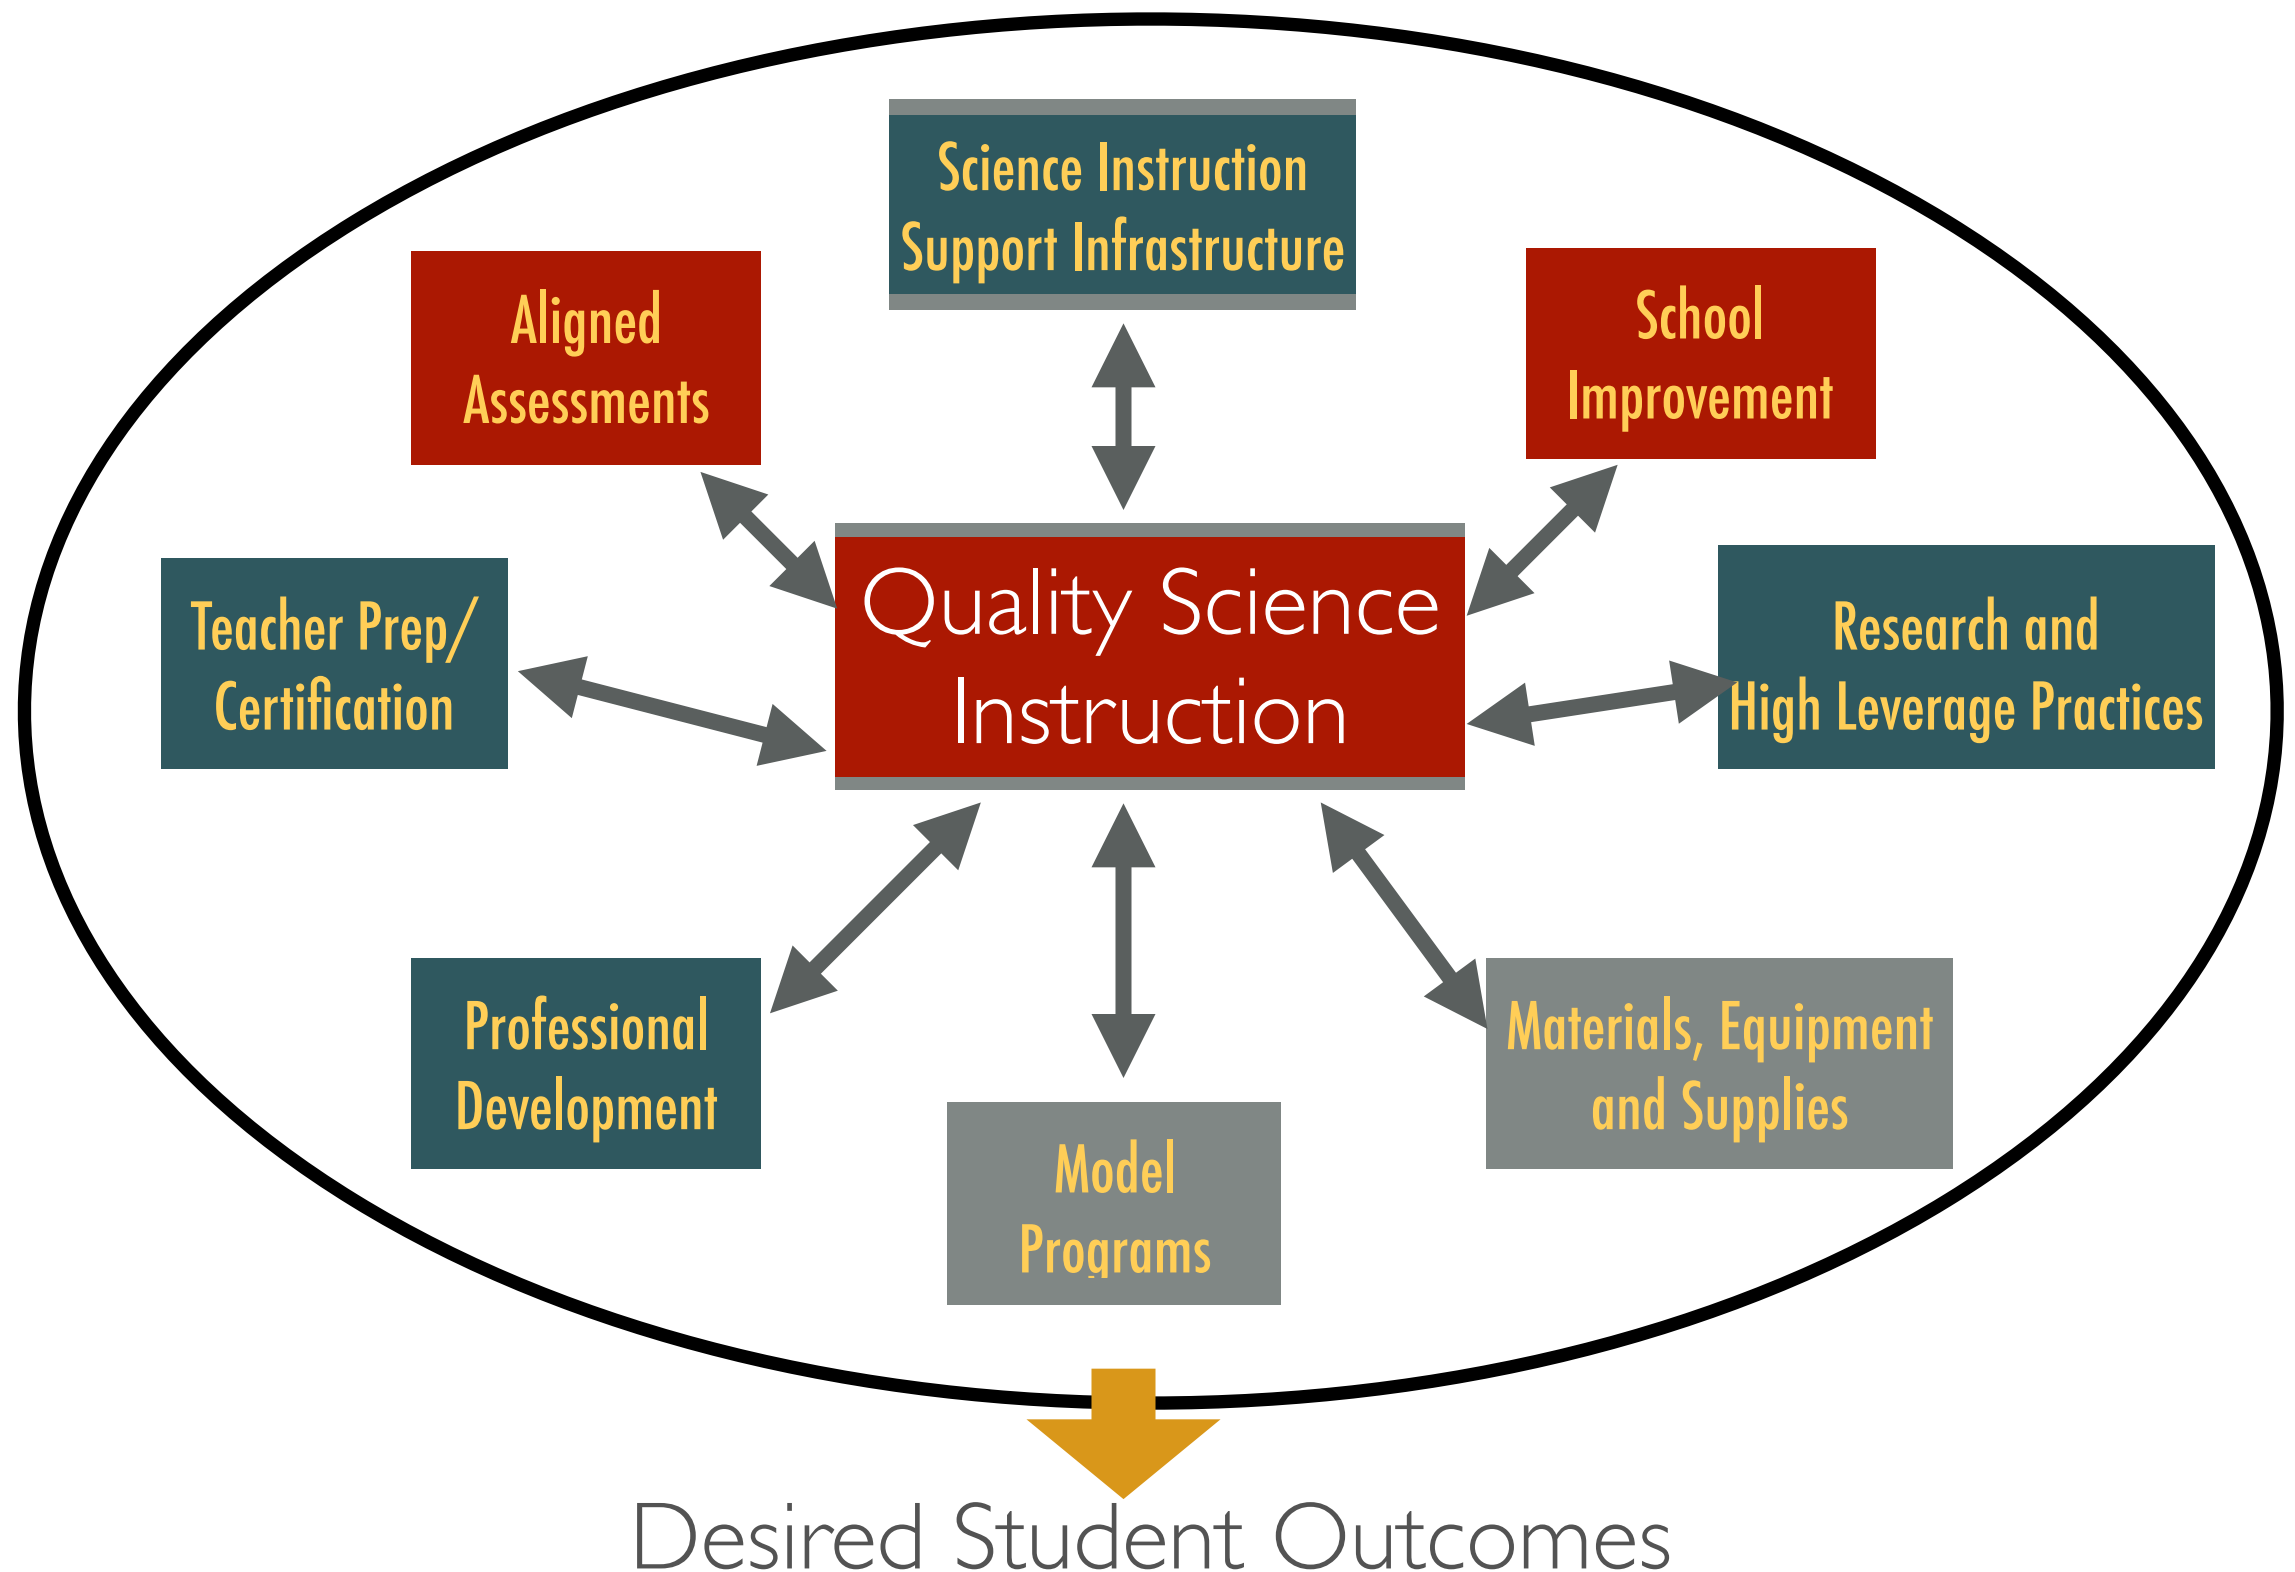 Science Instruction
Support Infrastructure
Aligned
Assessments
School
Improvement
Quality Science
Instruction
Teacher Prep/
Certification
Research and
High Leverage Practices
Professional
Development
Materials, Equipment
and Supplies
Model
Programs
Desired Student Outcomes